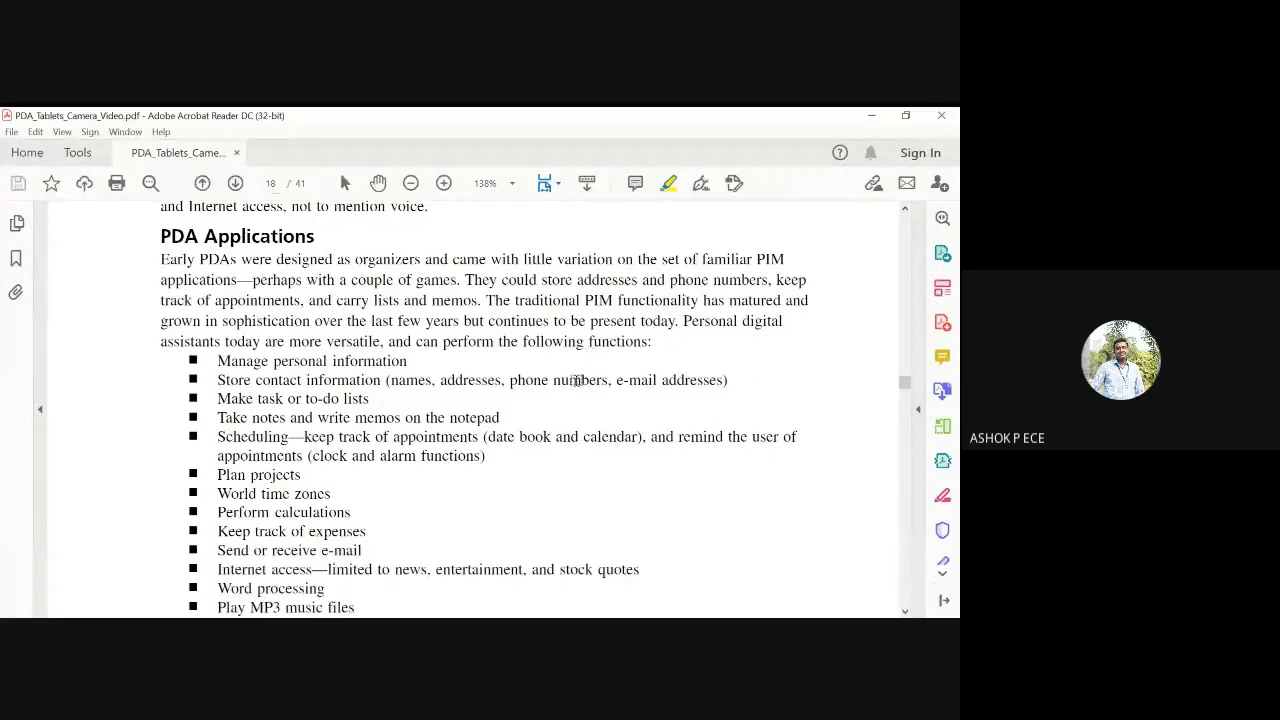 PDA_Tablets_Camera_Video.pdf - Adobe Acrobat Reader DC (32-bit)
File Edit View Sign Window Help
Home Tools PDA_Tablets_Came... × Sign In
18 / 41 138%
and Internet access, not to mention voice.
PDA Applications
Early PDAs were designed as organizers and came with little variation on the set of familiar PIM
applications—perhaps with a couple of games. They could store addresses and phone numbers, keep
track of appointments, and carry lists and memos. The traditional PIM functionality has matured and
grown in sophistication over the last few years but continues to be present today. Personal digital
assistants today are more versatile, and can perform the following functions:
■ Manage personal information
■ Store contact information (names, addresses, phone numbers, e-mail addresses)
■ Make task or to-do lists
■ Take notes and write memos on the notepad
■ Scheduling—keep track of appointments (date book and calendar), and remind the user of
appointments (clock and alarm functions)
■ Plan projects
■ World time zones
■ Perform calculations
■ Keep track of expenses
■ Send or receive e-mail
■ Internet access—limited to news, entertainment, and stock quotes
■ Word processing
■ Play MP3 music files
ASHOK P ECE